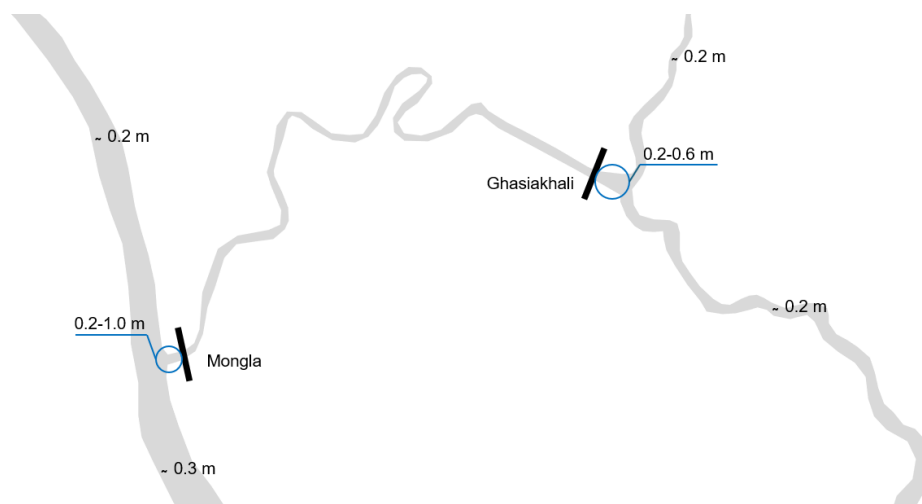 ~ 0.2 m
~ 0.2 m
0.2-0.6 m
Ghasiakhali
~ 0.2 m
0.2-1.0 m
Mongla
~ 0.3 m